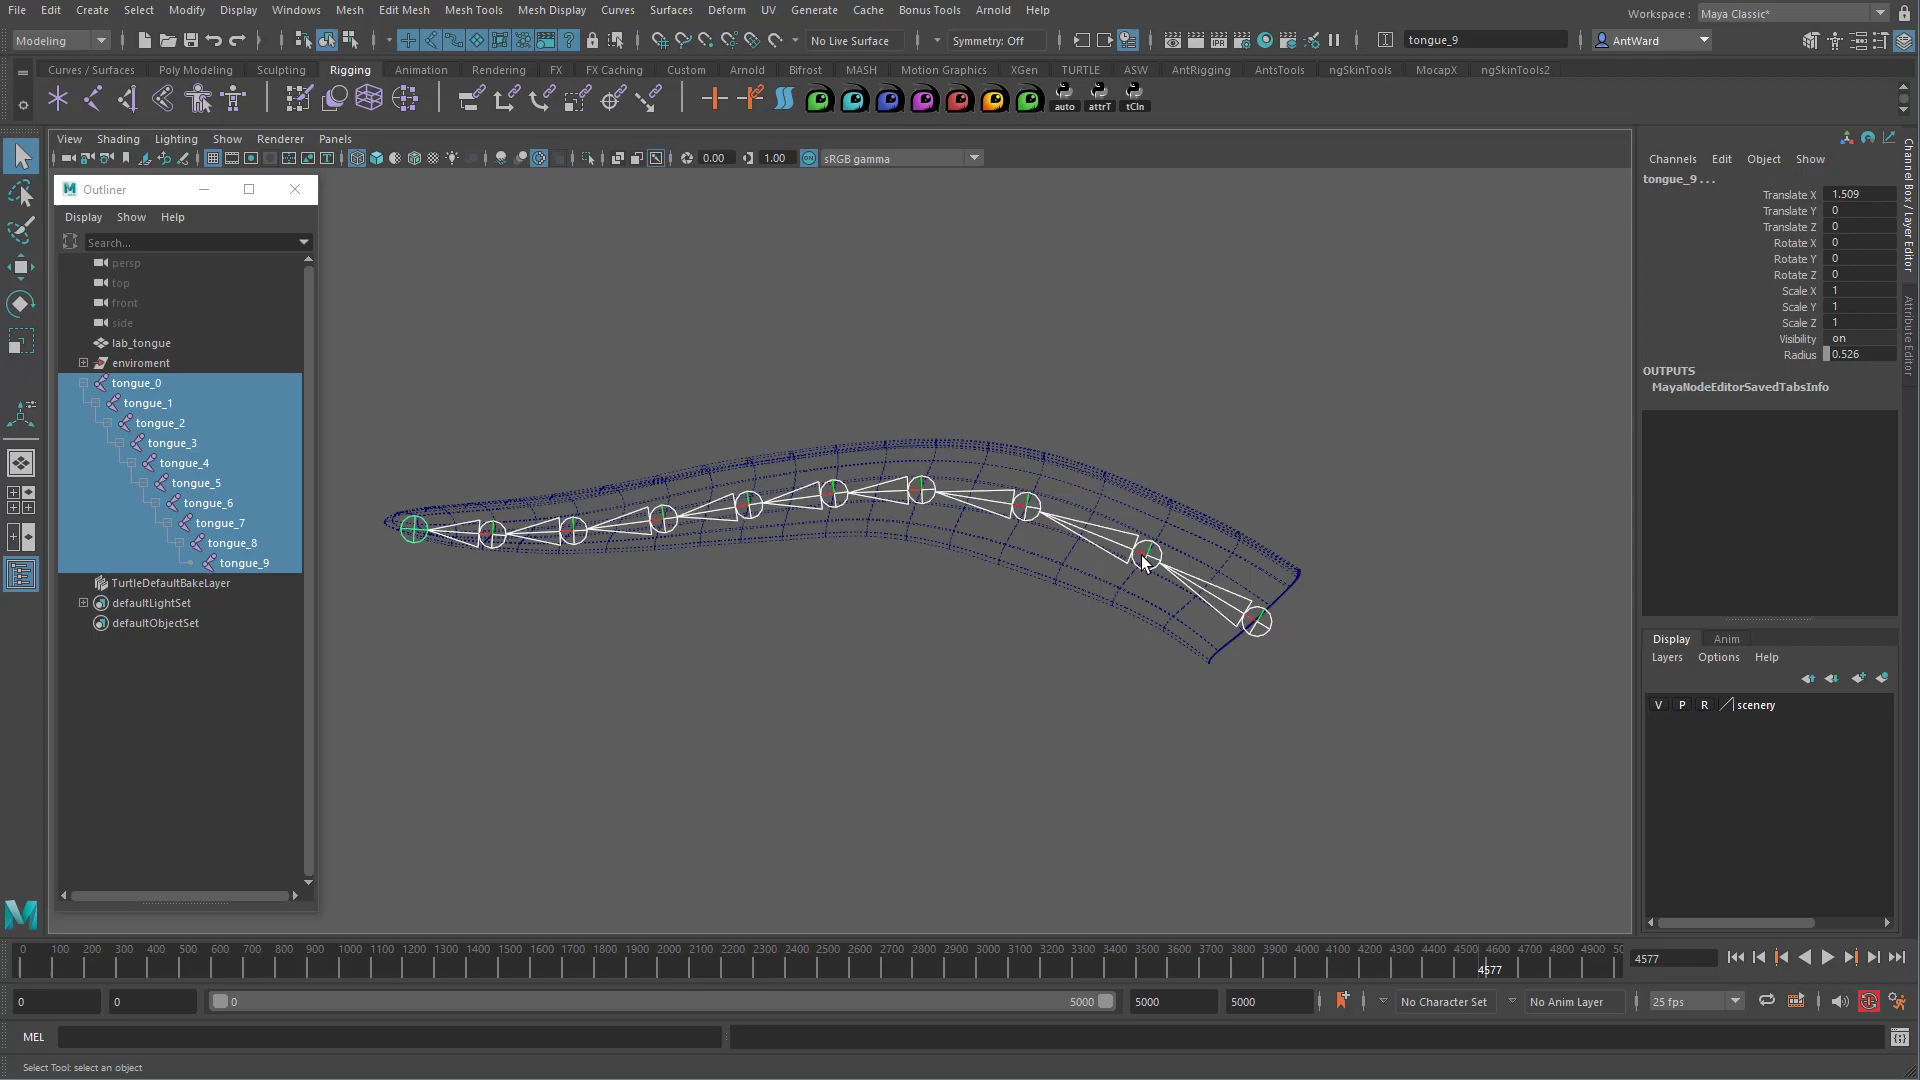 File Edit Create Select Modify Display Windows Mesh Edit Mesh Mesh Tools Mesh Display Curves Surfaces Deform UV Generate Cache Bonus Tools Arnold Help
Workspace : Maya Classic*
Modeling
No Live Surface
Symmetry: Off
tongue_9
AntWard
Curves / Surfaces Poly Modeling Sculpting Rigging Animation Rendering FX FX Caching Custom Arnold Bifrost MASH Motion Graphics XGen TURTLE ASW AntRigging AntsTools ngSkinTools MocapX ngSkinTools2
auto attrT tCln
View Shading Lighting Show Renderer Panels
0.00 1.00 ON sRGB gamma
Outliner
Display Show Help
Search...
persp
top
front
side
lab_tongue
enviroment
tongue_0
tongue_1
tongue_2
tongue_3
tongue_4
tongue_5
tongue_6
tongue_7
tongue_8
tongue_9
TurtleDefaultBakeLayer
defaultLightSet
defaultObjectSet
Channels Edit Object Show
tongue_9 . . .
Translate X 1.509
Translate Y 0
Translate Z 0
Rotate X 0
Rotate Y 0
Rotate Z 0
Scale X 1
Scale Y 1
Scale Z 1
Visibility on
Radius 0.526
OUTPUTS
MayaNodeEditorSavedTabsInfo
Channel Box / Layer Editor
Attribute Editor
Display Anim
Layers Options Help
V P R scenery
0 100 200 300 400 500 600 700 800 900 1000 1100 1200 1300 1400 1500 1600 1700 1800 1900 2000 2100 2200 2300 2400 2500 2600 2700 2800 2900 3000 3100 3200 3300 3400 3500 3600 3700 3800 3900 4000 4100 4200 4300 4400 4500 4600 4700 4800 4900
4577
4577
0 0 0 5000 5000 5000 No Character Set No Anim Layer 25 fps
MEL
Select Tool: select an object